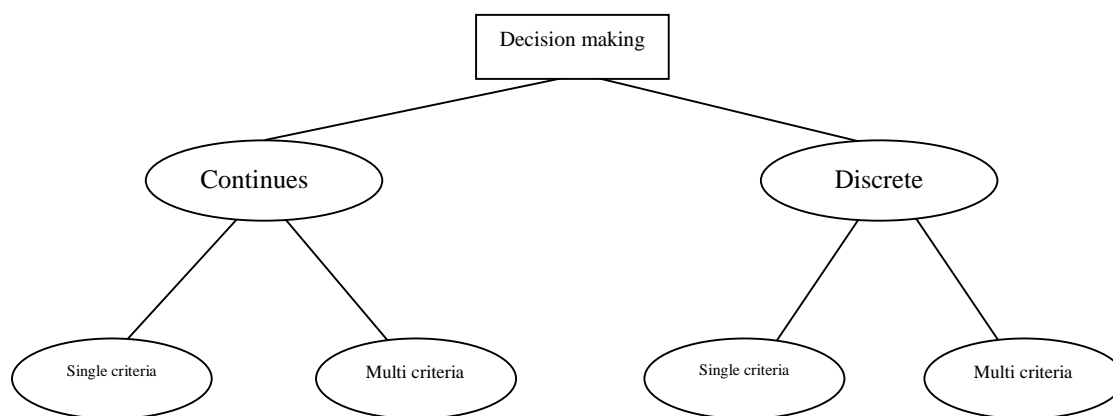 Decision making
Continues
Discrete
Single criteria
Multi criteria
Single criteria
Multi criteria